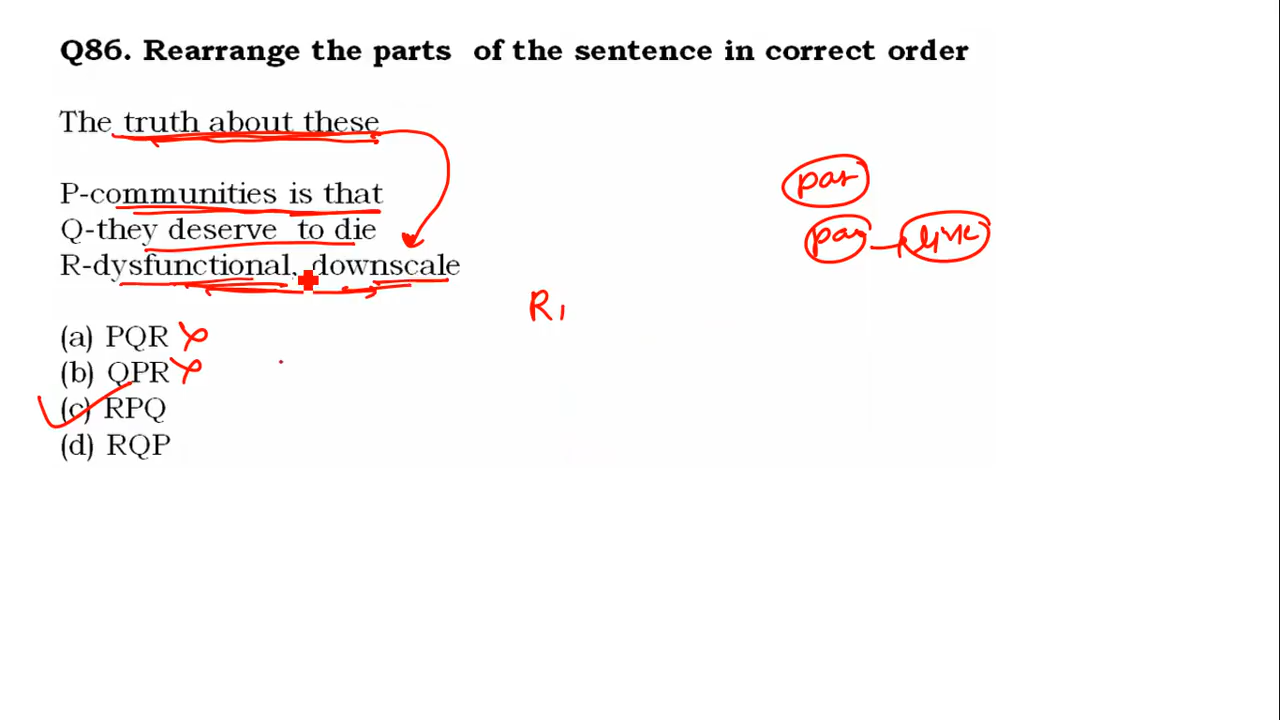 Q86. Rearrange the parts of the sentence in correct order
The truth about these
P-communities is that
Q-they deserve to die
R-dysfunctional, downscale
(a) PQR
(b) QPR
(c) RPQ
(d) RQP
par
R